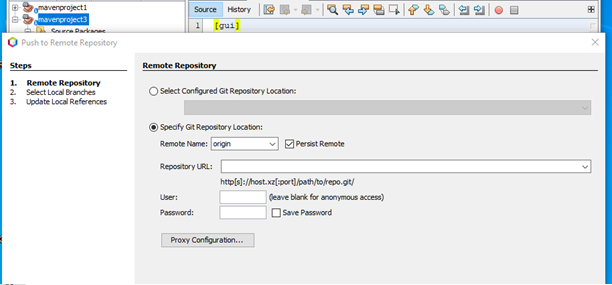 mavenproject1
mavenproject3
Source Packages
Source History
1 [gui]
Push to Remote Repository
Steps
1. Remote Repository
2. Select Local Branches
3. Update Local References
Remote Repository
Select Configured Git Repository Location:
Specify Git Repository Location:
Remote Name: origin Persist Remote
Repository URL:
http[s]://host.xz[:port]/path/to/repo.git/
User: (leave blank for anonymous access)
Password: Save Password
Proxy Configuration...